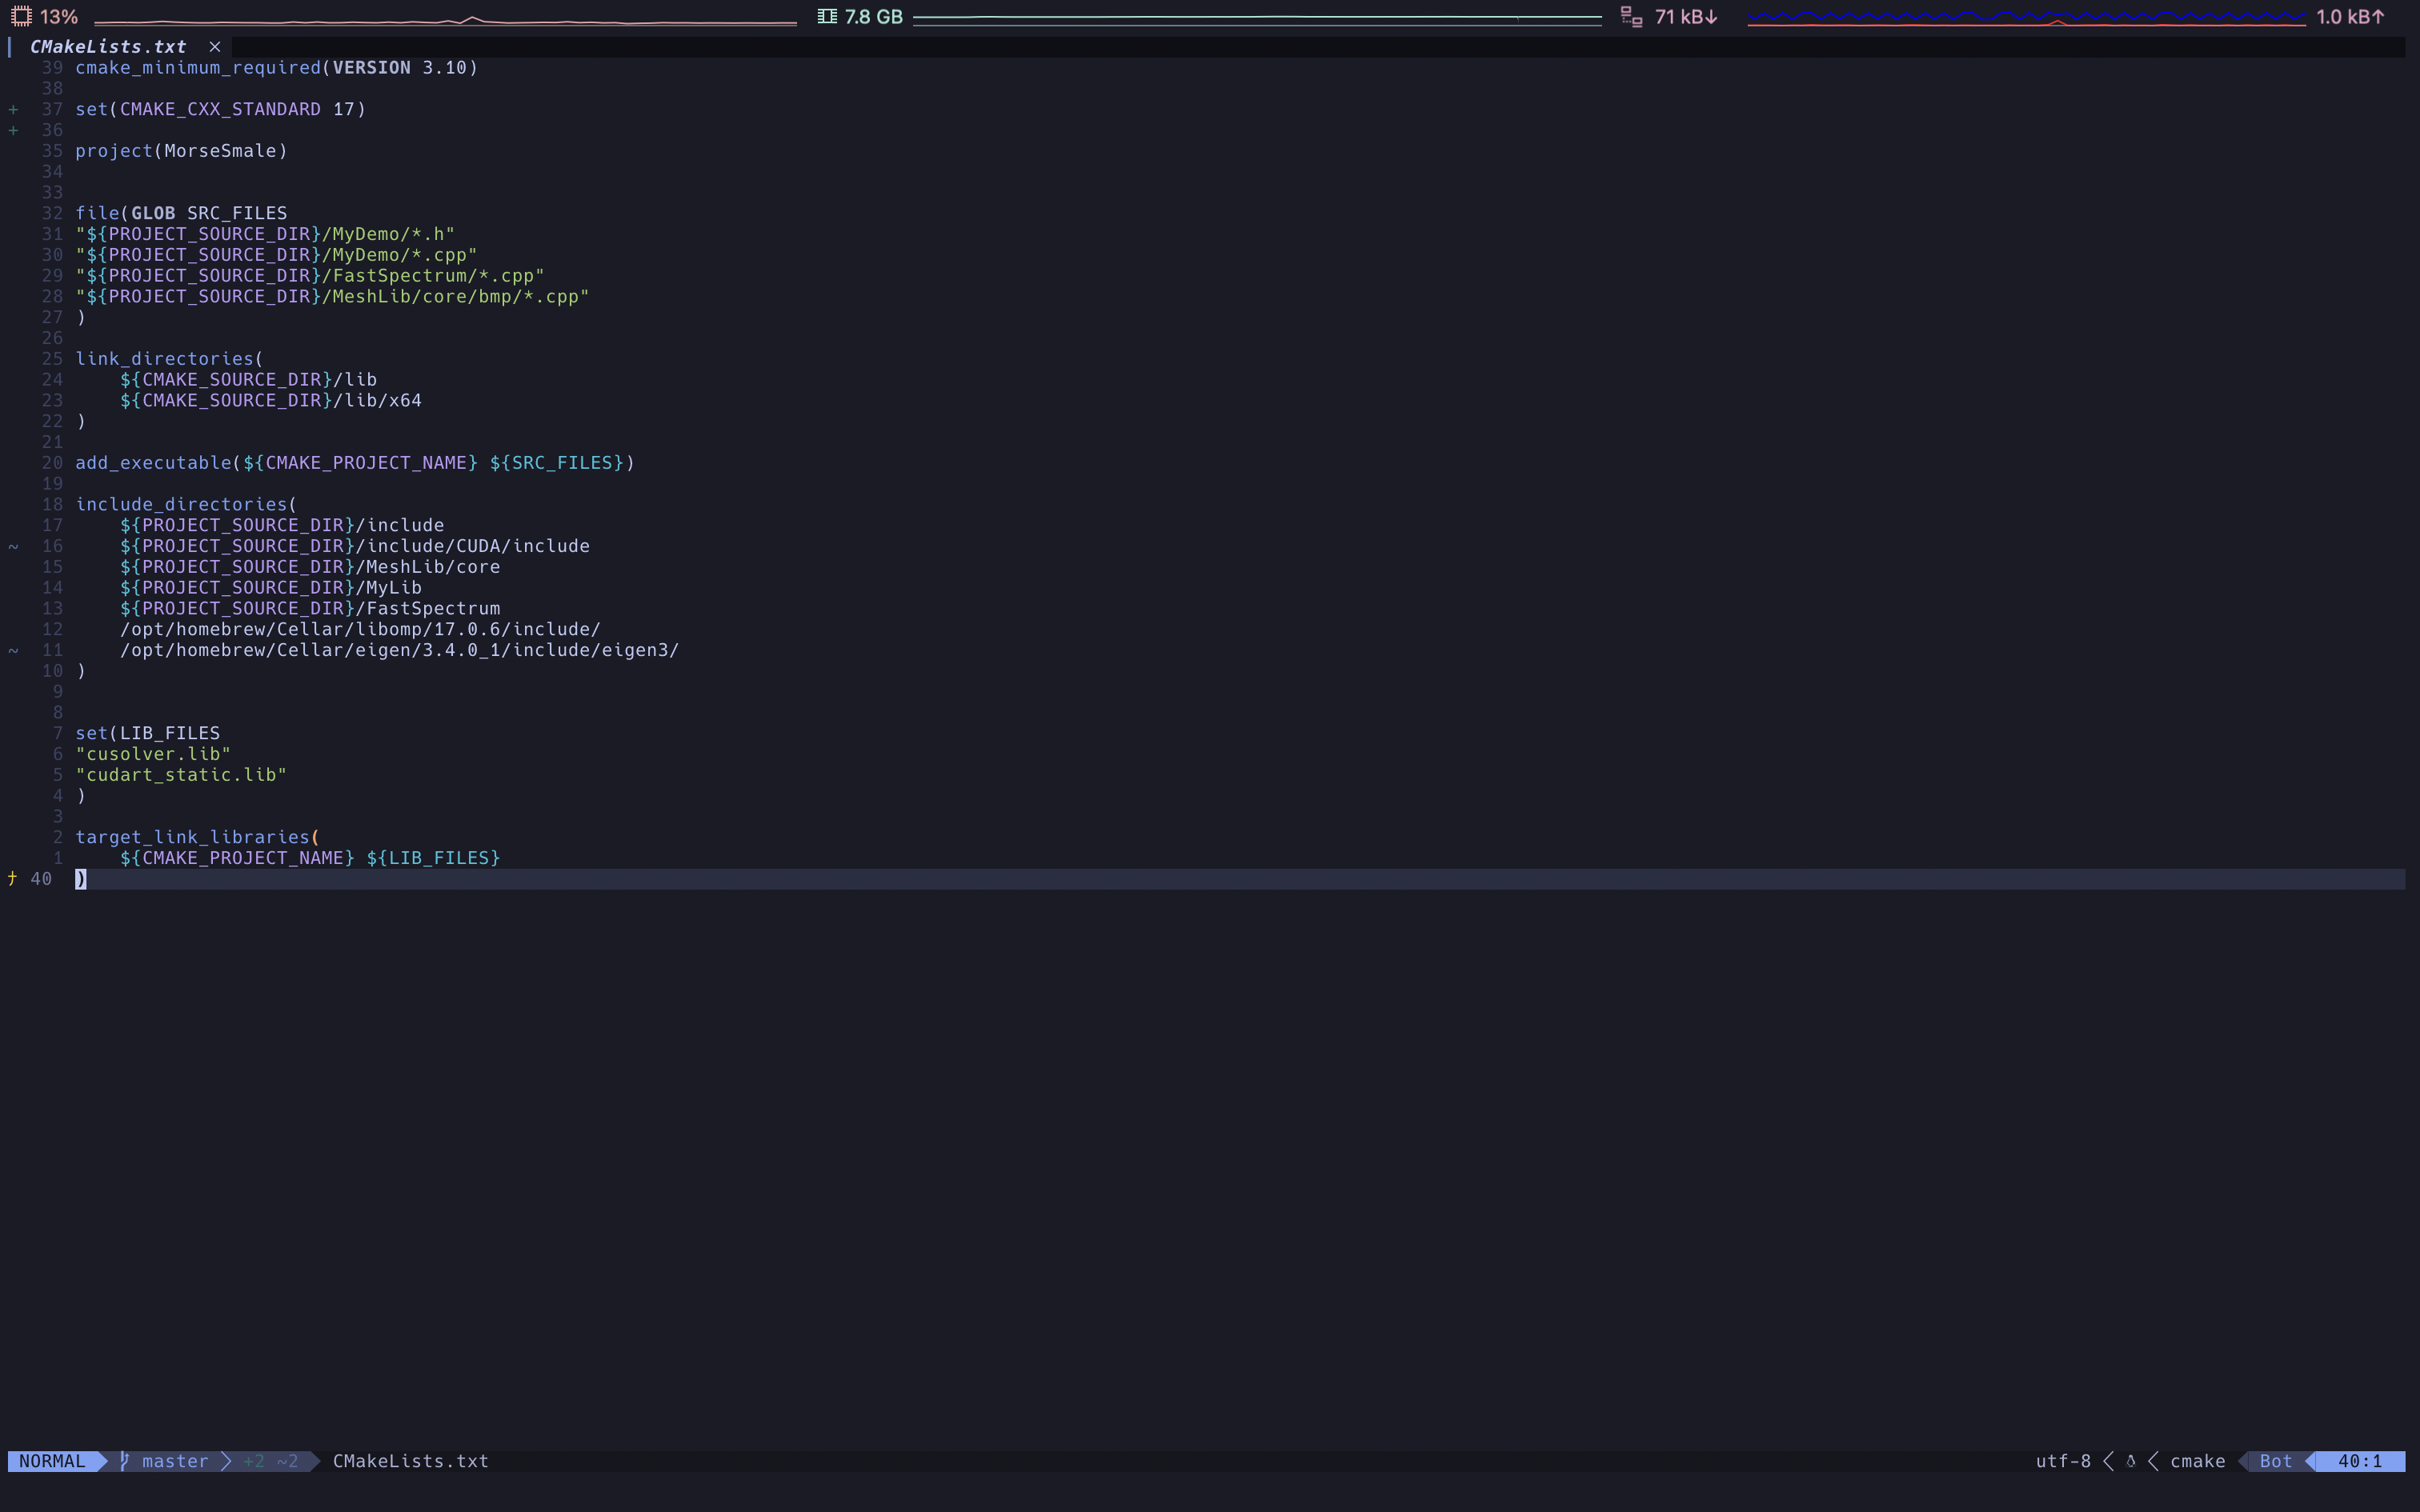 13% 7.8 GB 71 kB↓ 1.0 kB↑
CMakeLists.txt ×
39 cmake_minimum_required(VERSION 3.10)
38
+ 37 set(CMAKE_CXX_STANDARD 17)
+ 36
35 project(MorseSmale)
34
33
32 file(GLOB SRC_FILES
31 "${PROJECT_SOURCE_DIR}/MyDemo/*.h"
30 "${PROJECT_SOURCE_DIR}/MyDemo/*.cpp"
29 "${PROJECT_SOURCE_DIR}/FastSpectrum/*.cpp"
28 "${PROJECT_SOURCE_DIR}/MeshLib/core/bmp/*.cpp"
27 )
26
25 link_directories(
24     ${CMAKE_SOURCE_DIR}/lib
23     ${CMAKE_SOURCE_DIR}/lib/x64
22 )
21
20 add_executable(${CMAKE_PROJECT_NAME} ${SRC_FILES})
19
18 include_directories(
17     ${PROJECT_SOURCE_DIR}/include
~ 16     ${PROJECT_SOURCE_DIR}/include/CUDA/include
15     ${PROJECT_SOURCE_DIR}/MeshLib/core
14     ${PROJECT_SOURCE_DIR}/MyLib
13     ${PROJECT_SOURCE_DIR}/FastSpectrum
12     /opt/homebrew/Cellar/libomp/17.0.6/include/
~ 11     /opt/homebrew/Cellar/eigen/3.4.0_1/include/eigen3/
10 )
9
8
7 set(LIB_FILES
6 "cusolver.lib"
5 "cudart_static.lib"
4 )
3
2 target_link_libraries(
1     ${CMAKE_PROJECT_NAME} ${LIB_FILES}
40 )
NORMAL master +2 ~2 CMakeLists.txt utf-8 cmake Bot 40:1